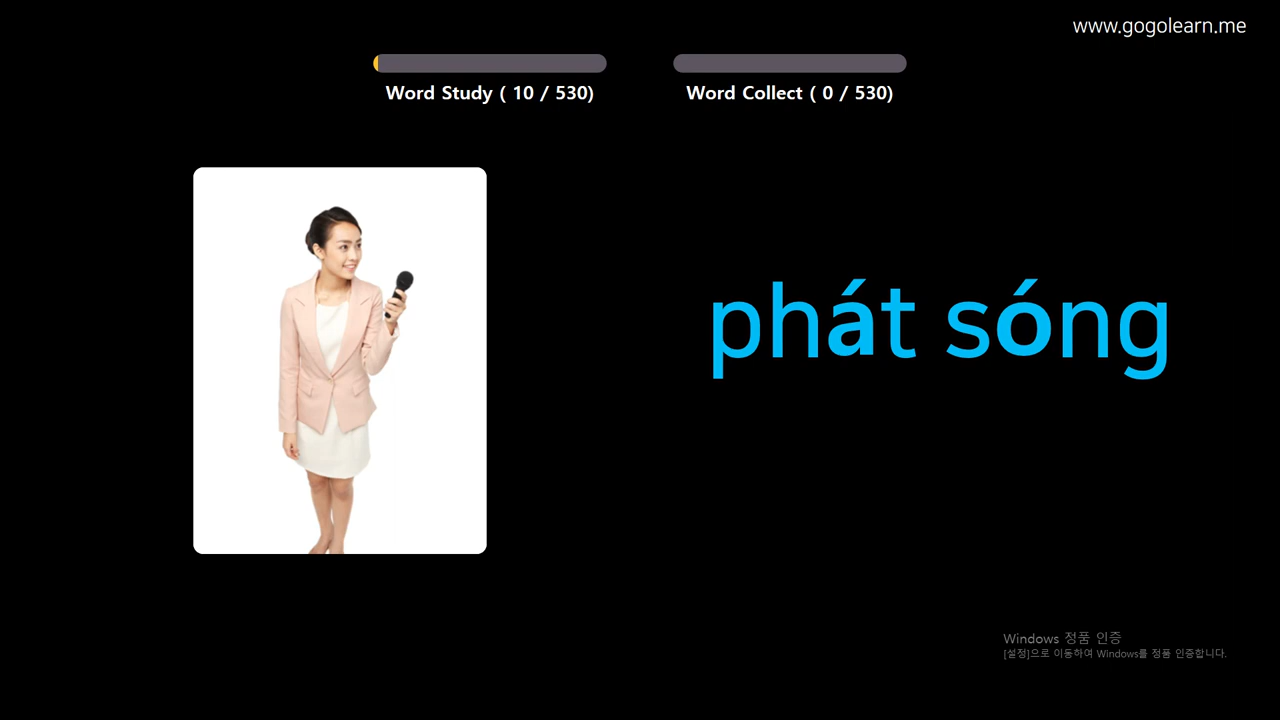 www.gogolearn.me
Word Study ( 10 / 530)
Word Collect ( 0 / 530)
phát sóng
Windows 정품 인증
[설정]으로 이동하여 Windows를 정품 인증합니다.